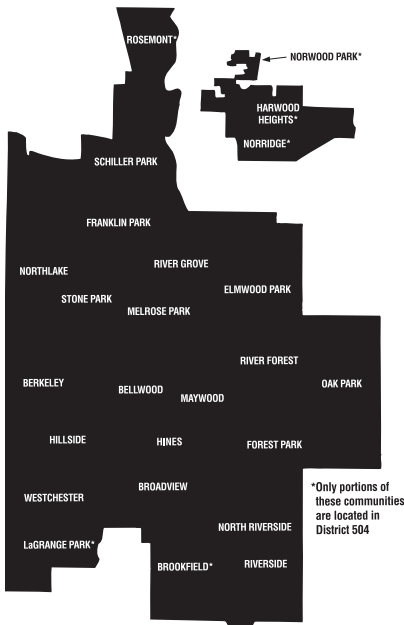 ROSEMONT*
NORWOOD PARK*
HARWOOD
HEIGHTS*
NORRIDGE*
SCHILLER PARK
FRANKLIN PARK
RIVER GROVE
NORTHLAKE
ELMWOOD PARK
STONE PARK
MELROSE PARK
RIVER FOREST
OAK PARK
BERKELEY
BELLWOOD
MAYWOOD
HILLSIDE
HINES
FOREST PARK
BROADVIEW
WESTCHESTER
*Only portions of
these communities
are located in
District 504
NORTH RIVERSIDE
LaGRANGE PARK*
BROOKFIELD*
RIVERSIDE